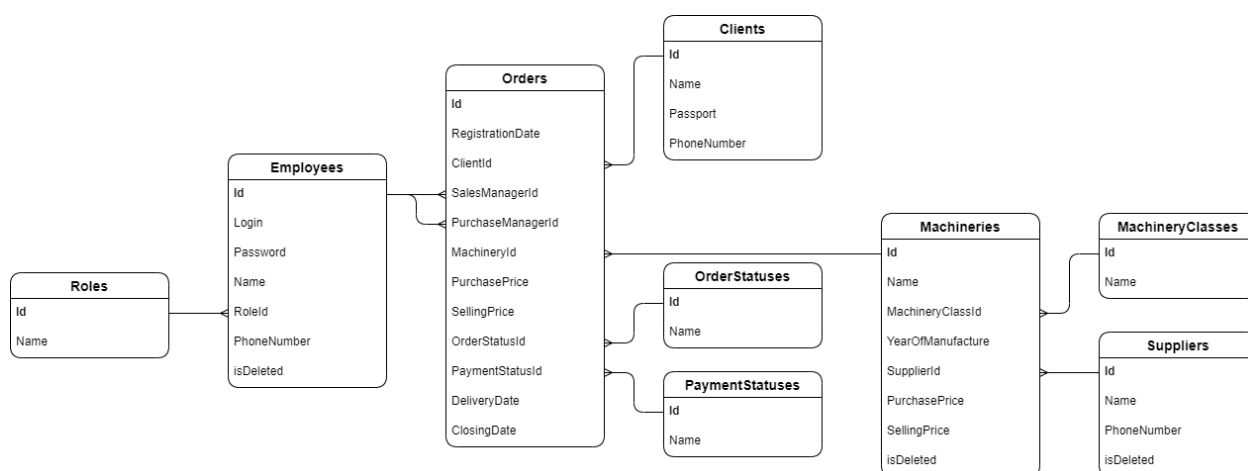 Clients
Id
Name
Passport
PhoneNumber
Orders
Id
RegistrationDate
ClientId
SalesManagerId
PurchaseManagerId
MachineryId
PurchasePrice
SellingPrice
OrderStatusId
PaymentStatusId
DeliveryDate
ClosingDate
Employees
Id
Login
Password
Name
RoleId
PhoneNumber
isDeleted
Roles
Id
Name
OrderStatuses
Id
Name
PaymentStatuses
Id
Name
Machineries
Id
Name
MachineryClassId
YearOfManufacture
SupplierId
PurchasePrice
SellingPrice
isDeleted
MachineryClasses
Id
Name
Suppliers
Id
Name
PhoneNumber
isDeleted